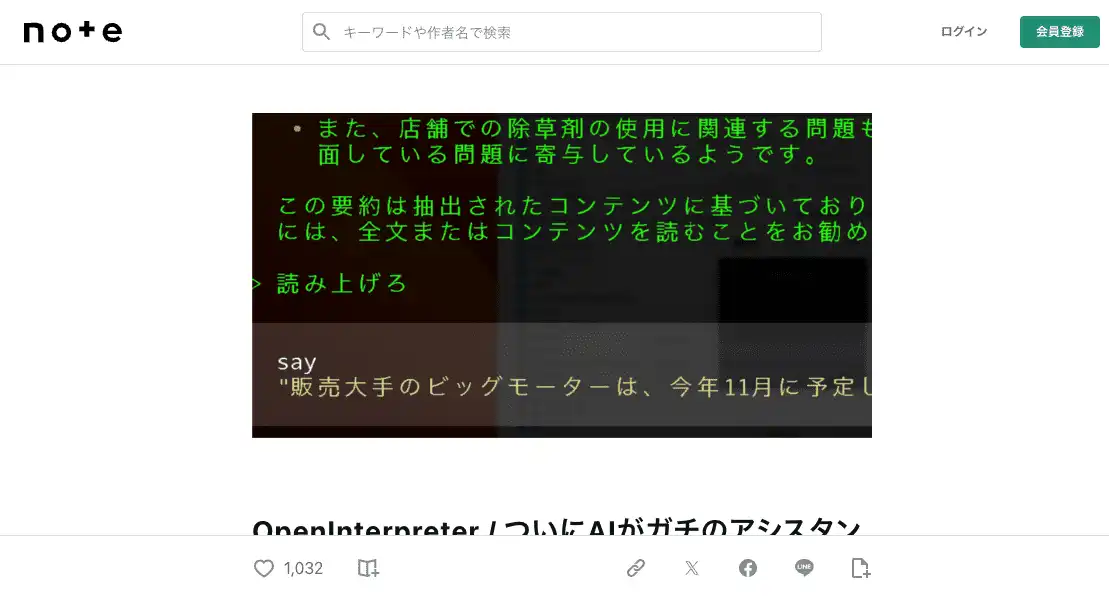 note
キーワードや作者名で検索
ログイン
会員登録
• また、店舗での除草剤の使用に関連する問題も
面している問題に寄与しているようです。
この要約は抽出されたコンテンツに基づいており
には、全文またはコンテンツを読むことをお勧め
> 読み上げろ
say
"販売大手のビッグモーターは、今年11月に予定し
OpenInterpreter / ついにAIがガチのアシスタン
1,032
LINE